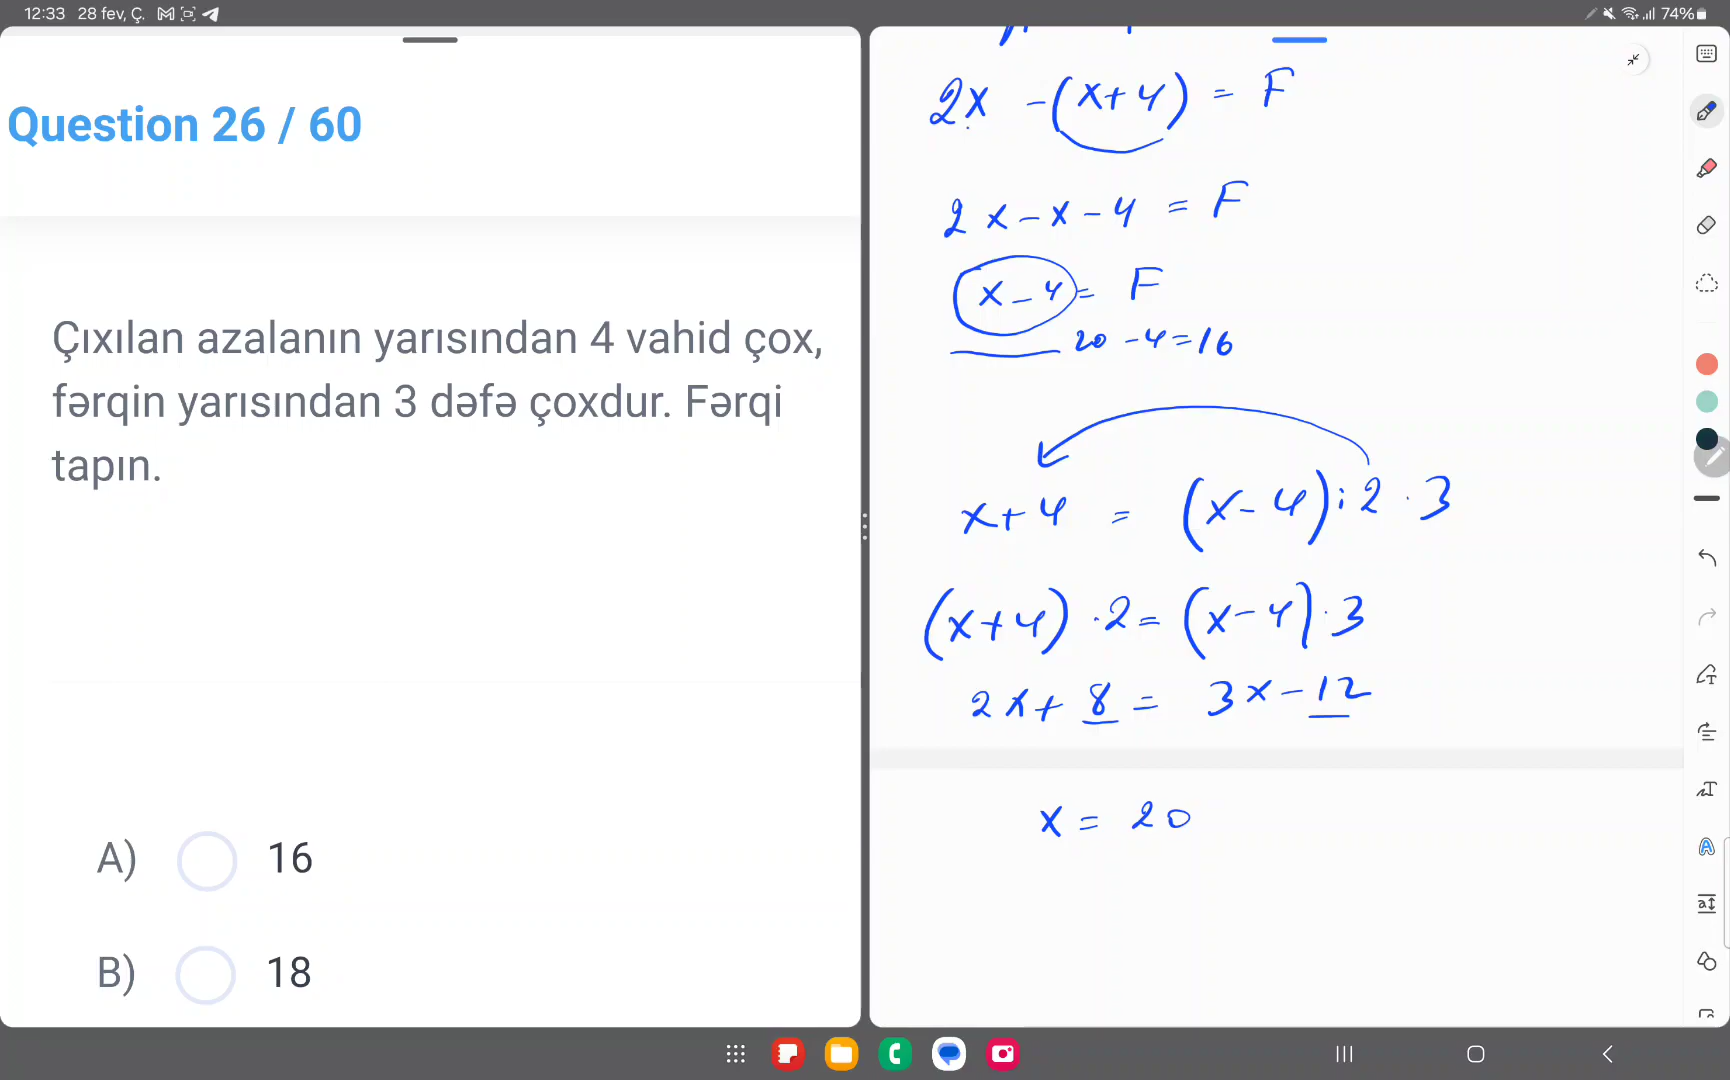 12:33 28 fev, Ç. 74%
Question 26 / 60
Çıxılan azalanın yarısından 4 vahid çox,
fərqin yarısından 3 dəfə çoxdur. Fərqi
tapın.
A) 16
B) 18
2x -(x+4) = F
2x-x-4 = F
x-4= F
20 -4=16
x+4 = (x-4):2 · 3
(x+4) ·2= (x-4)·3
2x+8= 3x-12
x= 20